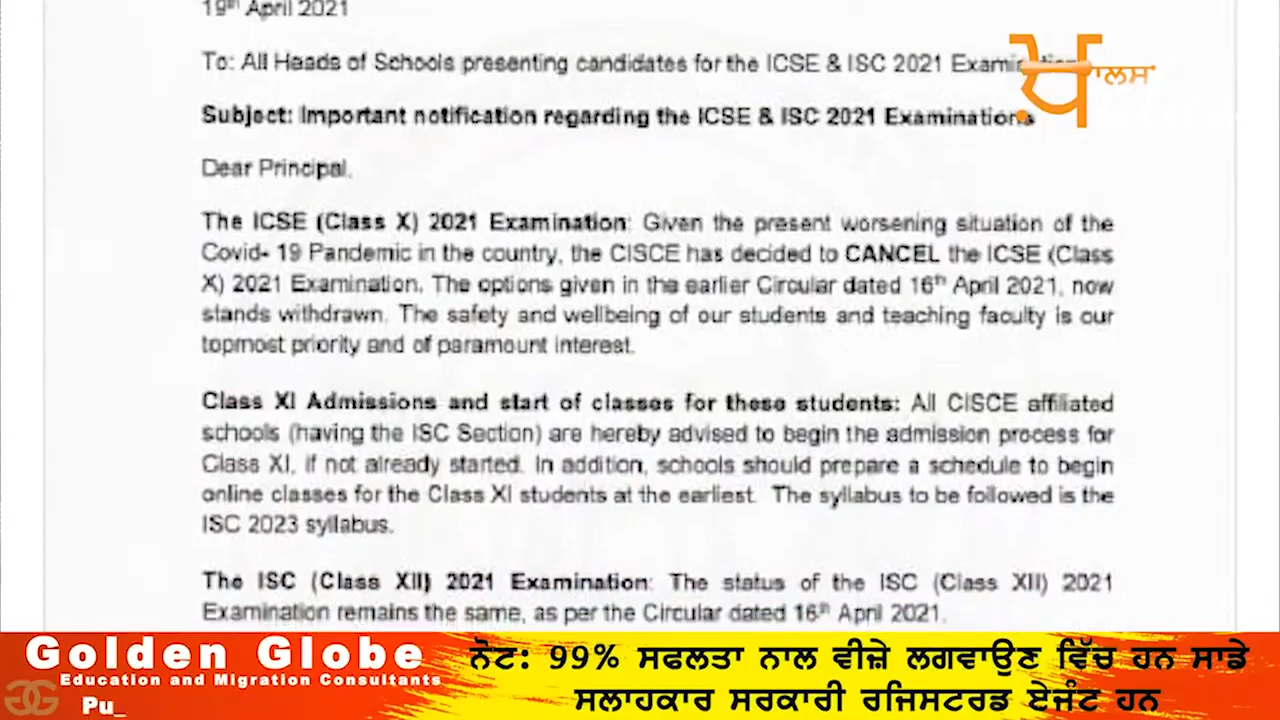 19th April 2021
To: All Heads of Schools presenting candidates for the ICSE & ISC 2021 Examination
ਖਾਲਸਾ
Subject: Important notification regarding the ICSE & ISC 2021 Examinations
Dear Principal,
The ICSE (Class X) 2021 Examination: Given the present worsening situation of the
Covid- 19 Pandemic in the country, the CISCE has decided to CANCEL the ICSE (Class
X) 2021 Examination. The options given in the earlier Circular dated 16th April 2021, now
stands withdrawn. The safety and wellbeing of our students and teaching faculty is our
topmost priority and of paramount interest.
Class XI Admissions and start of classes for these students: All CISCE affiliated
schools (having the ISC Section) are hereby advised to begin the admission process for
Class XI, if not already started. In addition, schools should prepare a schedule to begin
online classes for the Class XI students at the earliest. The syllabus to be followed is the
ISC 2023 syllabus.
The ISC (Class XII) 2021 Examination: The status of the ISC (Class XII) 2021
Examination remains the same, as per the Circular dated 16th April 2021.
Golden Globe
Education and Migration Consultants
Pu_
ਨੋਟ: 99% ਸਫਲਤਾ ਨਾਲ ਵੀਜ਼ੇ ਲਗਵਾਉਣ ਵਿੱਚ ਹਨ ਸਾਡੇ
ਸਲਾਹਕਾਰ ਸਰਕਾਰੀ ਰਜਿਸਟਰਡ ਏਜੰਟ ਹਨ